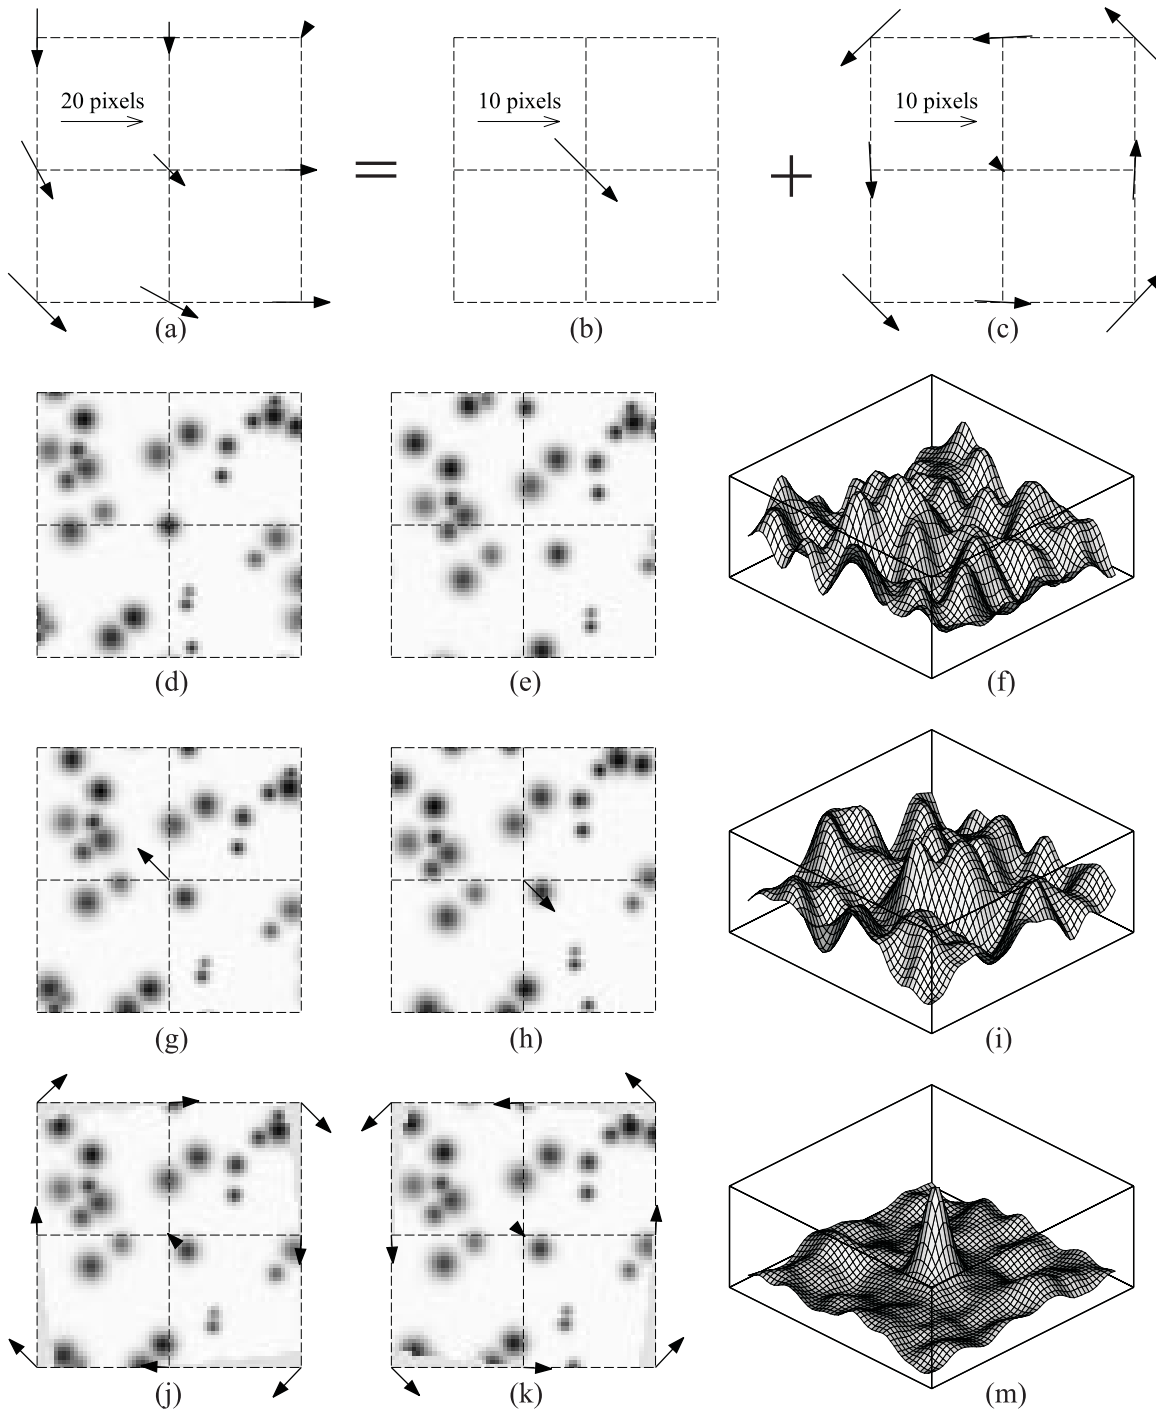 20 pixels
10 pixels
10 pixels
=
+
(a)
(b)
(c)
(d)
(e)
(f)
(g)
(h)
(i)
(j)
(k)
(m)